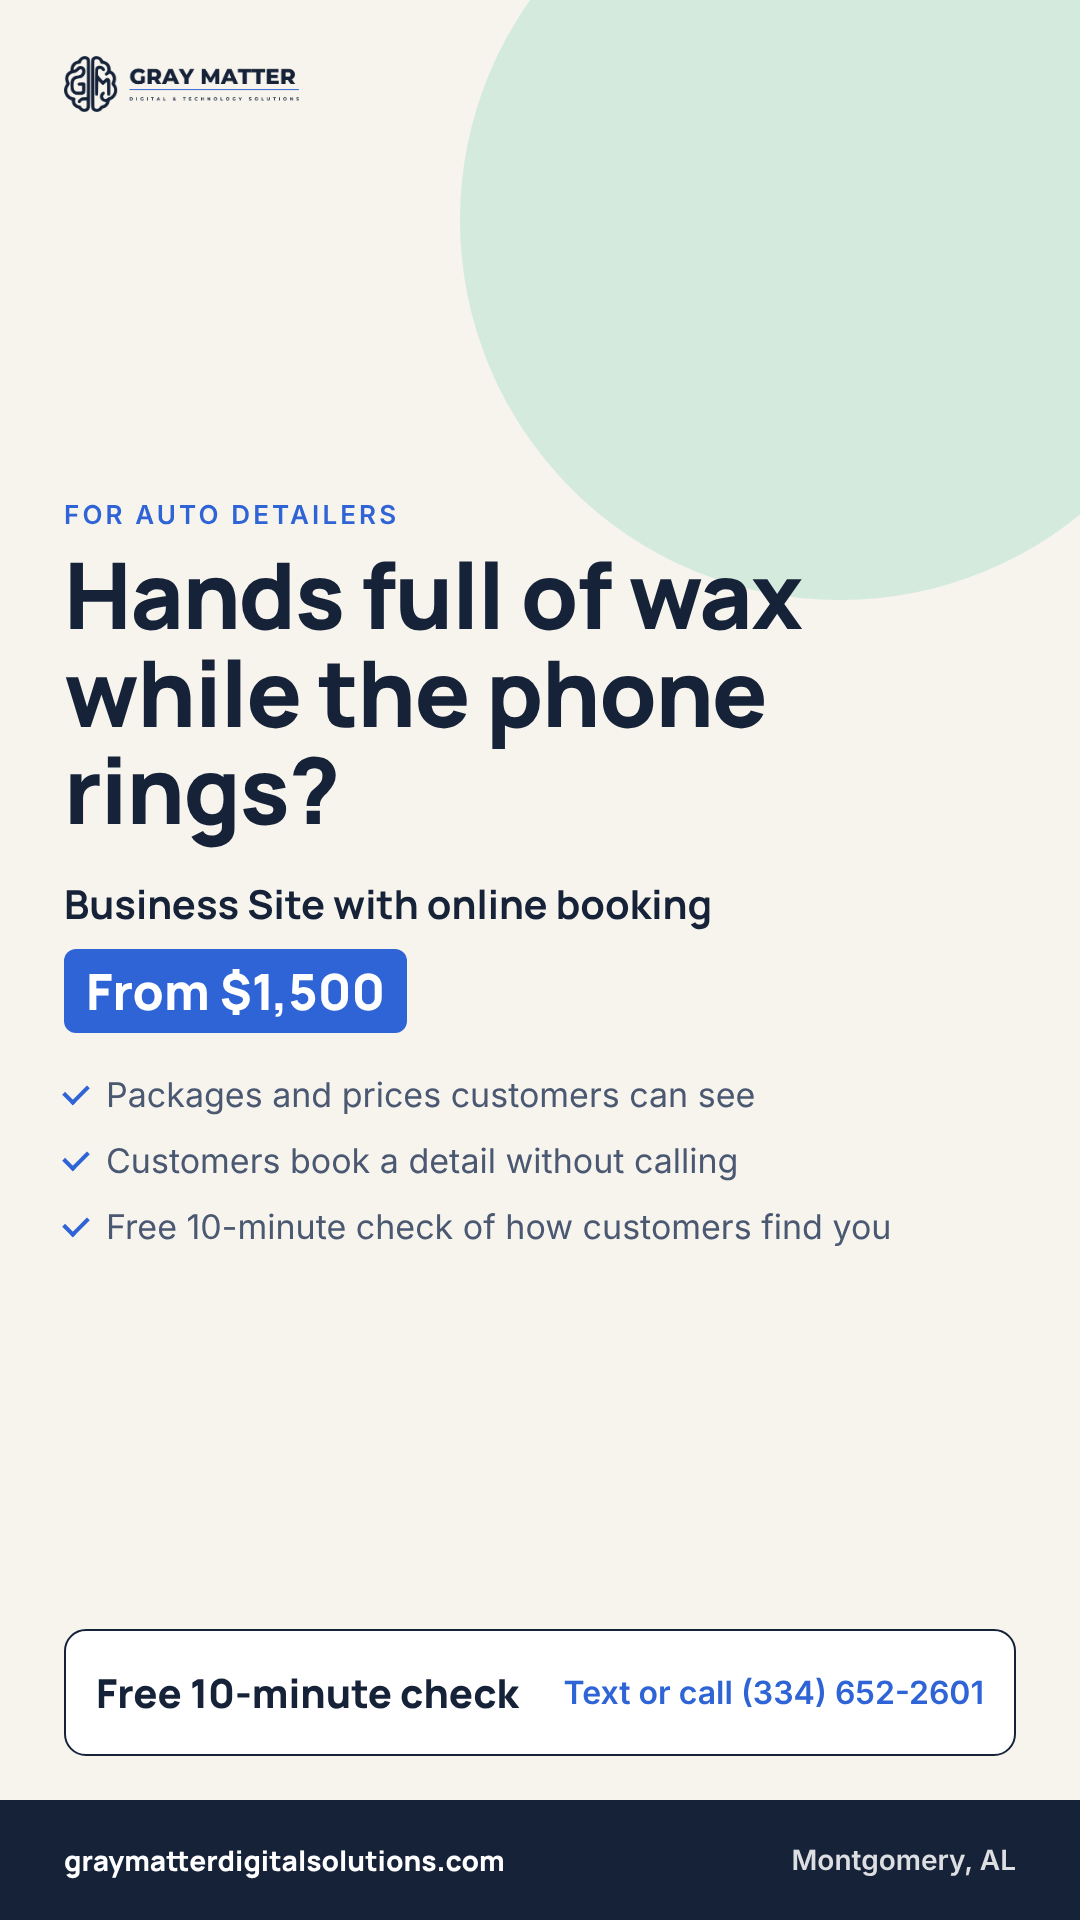 GM
GRAY MATTER
DIGITAL & TECHNOLOGY SOLUTIONS
FOR AUTO DETAILERS
Hands full of wax
while the phone
rings?
Business Site with online booking
From $1,500
Packages and prices customers can see
Customers book a detail without calling
Free 10-minute check of how customers find you
Free 10-minute check
Text or call (334) 652-2601
graymatterdigitalsolutions.com
Montgomery, AL